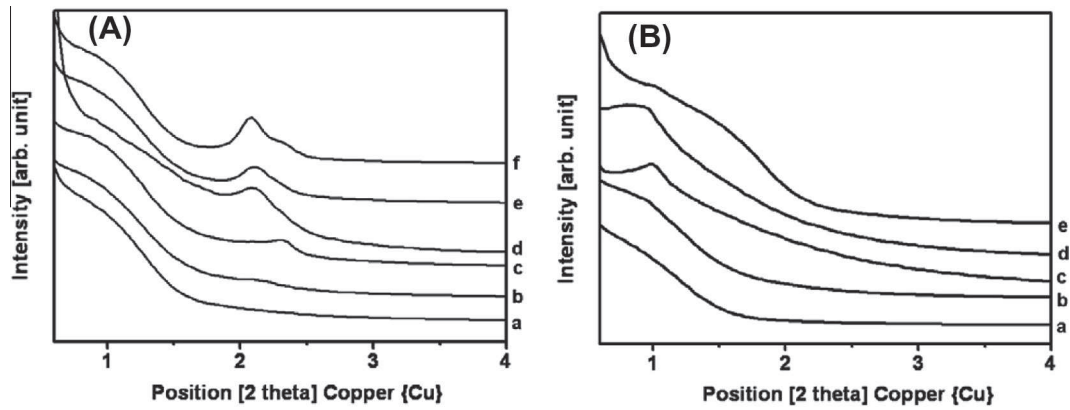 (A)
Intensity [arb. unit]
f
e
d
c
b
a
1 2 3 4
Position [2 theta] Copper {Cu}
(B)
Intensity [arb. unit]
e
d
c
b
a
1 2 3 4
Position [2 theta] Copper {Cu}